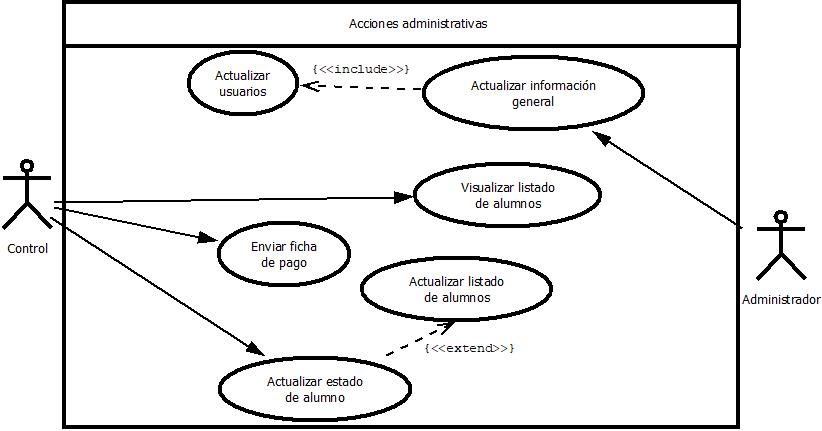 Acciones administrativas
Actualizar
usuarios
{<<include>>}
Actualizar información
general
Visualizar listado
de alumnos
Control
Enviar ficha
de pago
Actualizar listado
de alumnos
Administrador
{<<extend>>}
Actualizar estado
de alumno